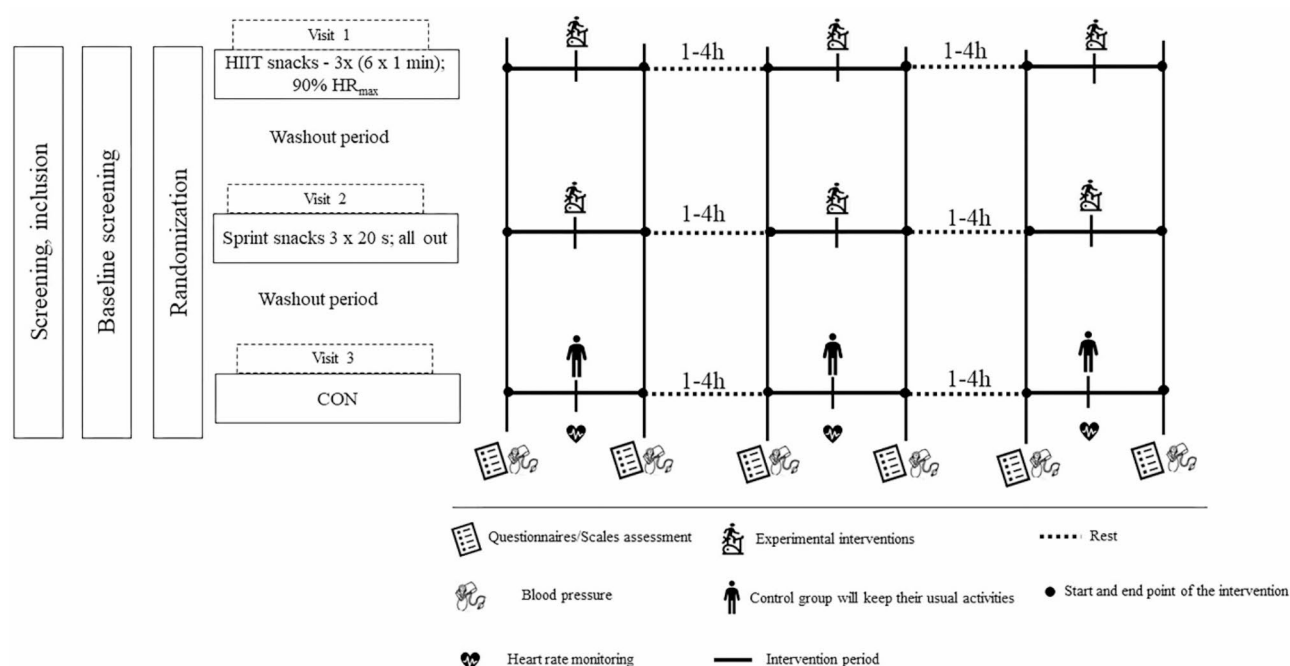 Screening, inclusion
Baseline screening
Randomization
Visit 1
HIIT snacks - 3x (6 x 1 min);
90% HRmax
Washout period
Visit 2
Sprint snacks 3 x 20 s; all out
Washout period
Visit 3
CON
1-4h
1-4h
1-4h
1-4h
1-4h
1-4h
Questionnaires/Scales assessment
Experimental interventions
Rest
Blood pressure
Control group will keep their usual activities
Start and end point of the intervention
Heart rate monitoring
Intervention period